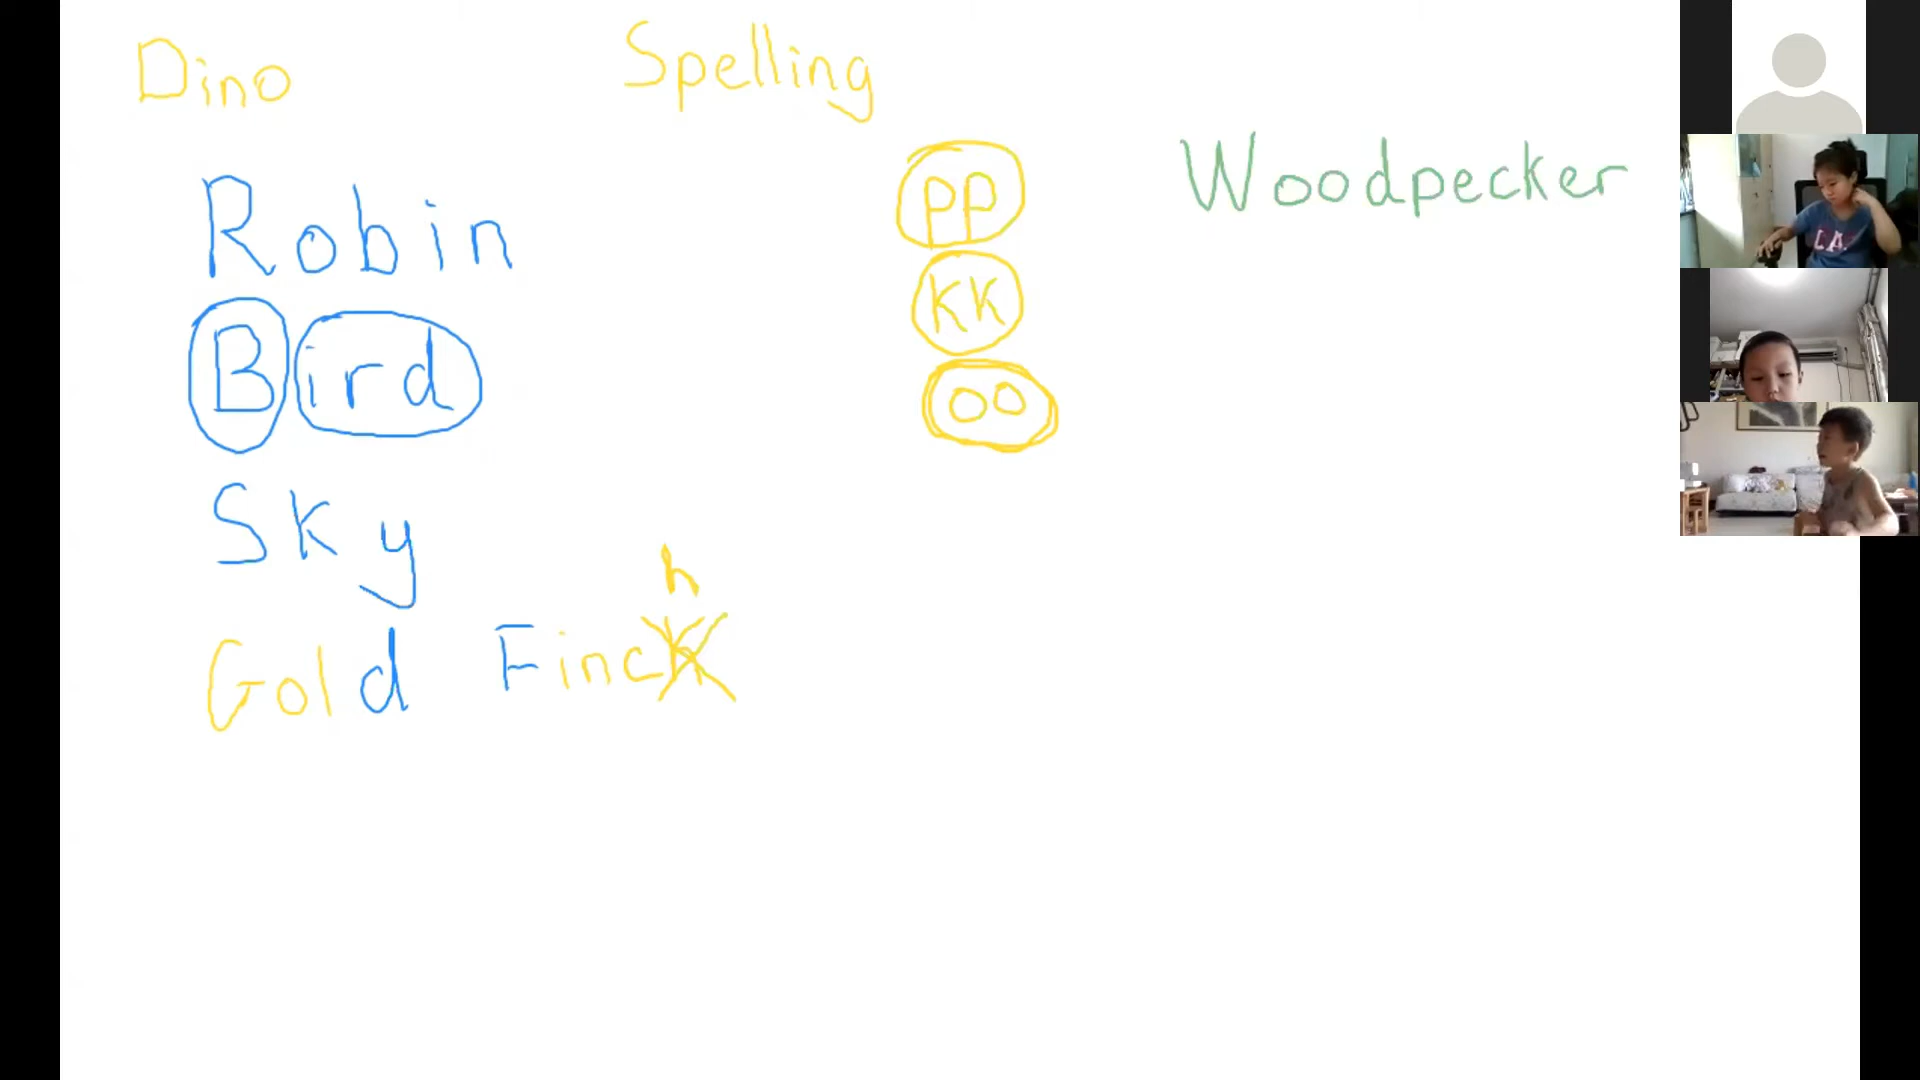 Dino Spelling
Robin
Bird
Sky
Gold Finck
h
pp
kk
oo
Woodpecker
LA